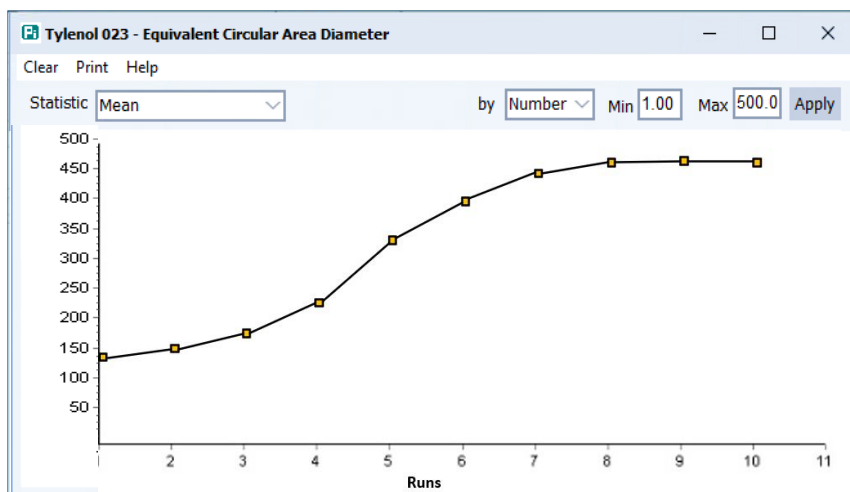 Pi Tylenol 023 - Equivalent Circular Area Diameter
Clear Print Help
Statistic Mean by Number Min 1.00 Max 500.0 Apply
500
450
400
350
300
250
200
150
100
50
2 3 4 5 6 7 8 9 10 11
Runs